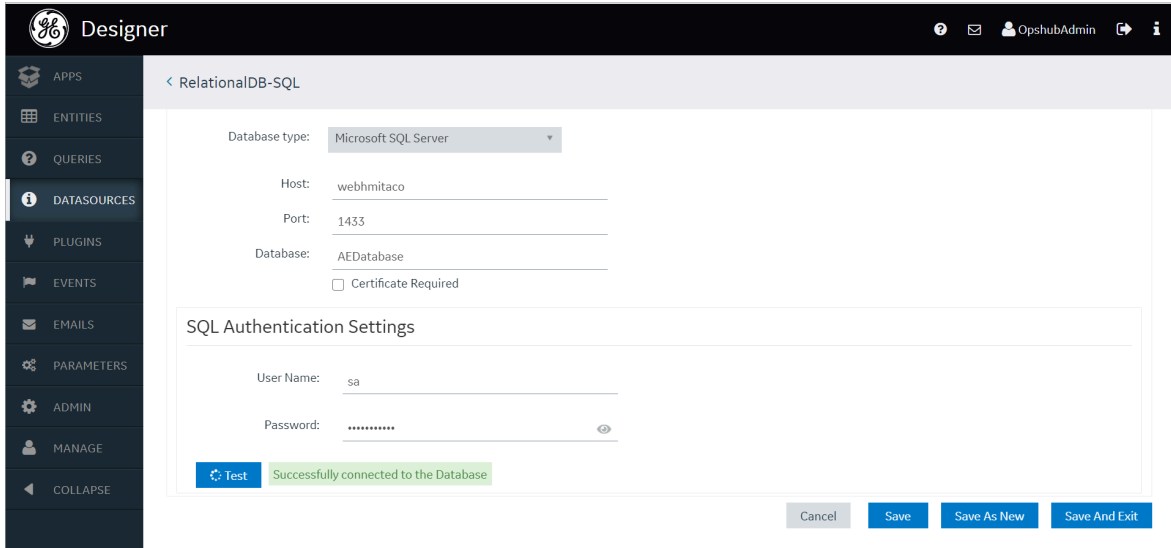 Designer
OpshubAdmin
APPS
< RelationalDB-SQL
ENTITIES
QUERIES
DATASOURCES
PLUGINS
EVENTS
EMAILS
PARAMETERS
ADMIN
MANAGE
COLLAPSE
Database type: Microsoft SQL Server
Host: webhmitaco
Port: 1433
Database: AEDatabase
Certificate Required
SQL Authentication Settings
User Name: sa
Password: •••••••••••
Test Successfully connected to the Database
Cancel Save Save As New Save And Exit